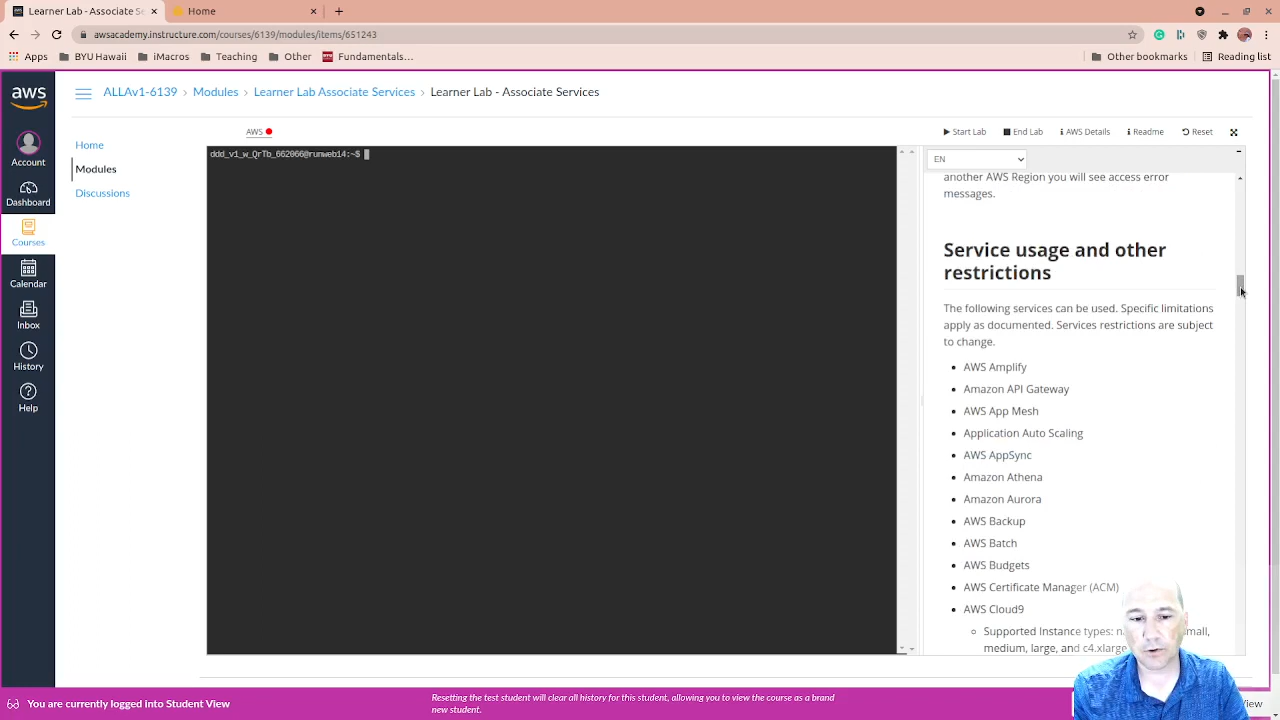 Learner Lab - Associate Se
Home
awsacademy.instructure.com/courses/6139/modules/items/651243
Apps
BYU Hawaii
iMacros
Teaching
Other
Fundamentals...
Other bookmarks
Reading list
aws
Account
Dashboard
Courses
Calendar
Inbox
History
Help
ALLAv1-6139 › Modules › Learner Lab Associate Services › Learner Lab - Associate Services
Home
Modules
Discussions
AWS
Start Lab
End Lab
AWS Details
Readme
Reset
ddd_v1_w_QrTb_662066@runweb14:~$
EN
another AWS Region you will see access error
messages.
Service usage and other
restrictions
The following services can be used. Specific limitations
apply as documented. Services restrictions are subject
to change.
AWS Amplify
Amazon API Gateway
AWS App Mesh
Application Auto Scaling
AWS AppSync
Amazon Athena
Amazon Aurora
AWS Backup
AWS Batch
AWS Budgets
AWS Certificate Manager (ACM)
AWS Cloud9
Supported Instance types:
medium, large, and c4.xlarge
You are currently logged into Student View
Resetting the test student will clear all history for this student, allowing you to view the course as a brand
new student.